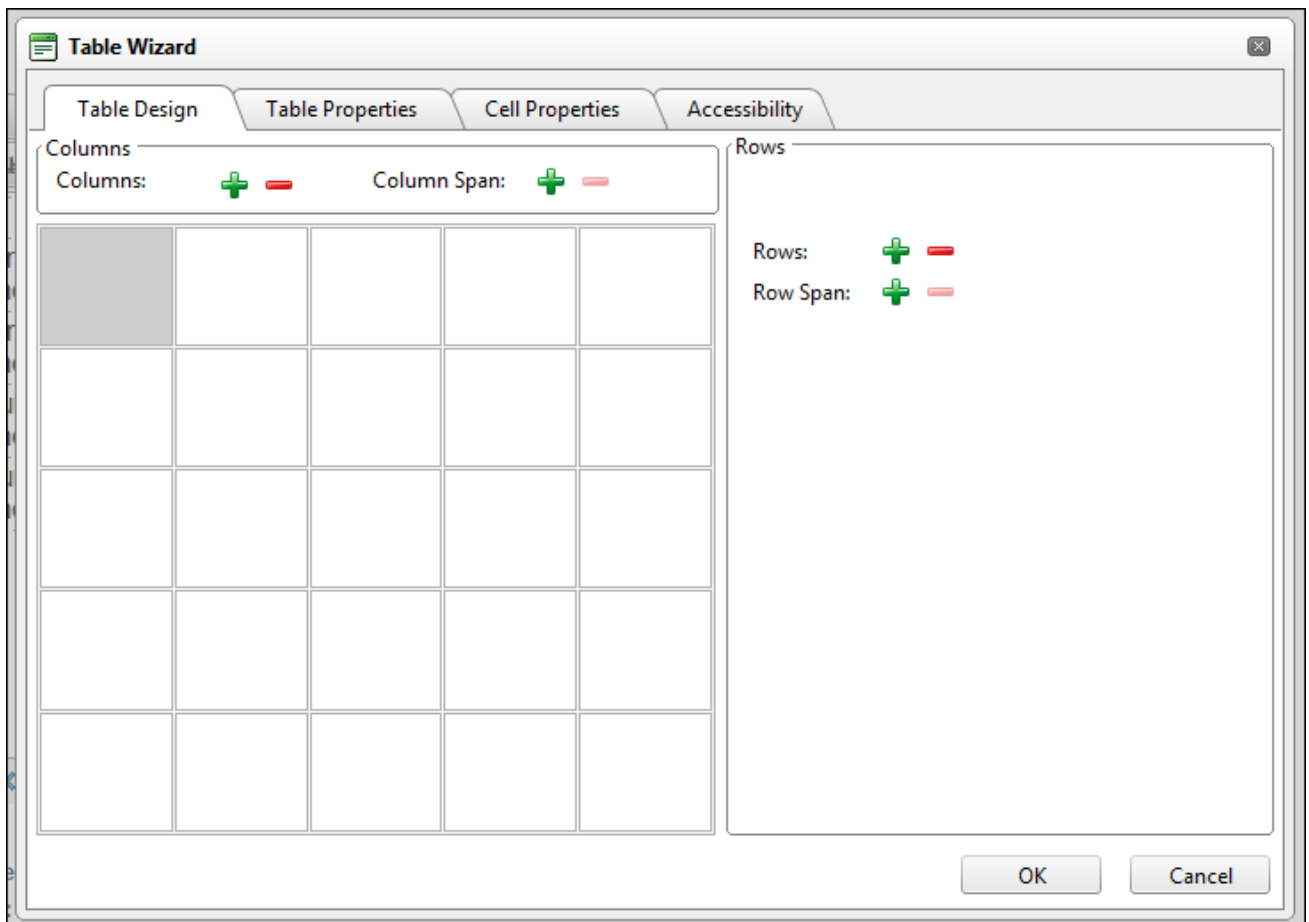 Table Wizard
Table Design Table Properties Cell Properties Accessibility
Columns
Columns: Column Span:
Rows
Rows:
Row Span:
OK Cancel